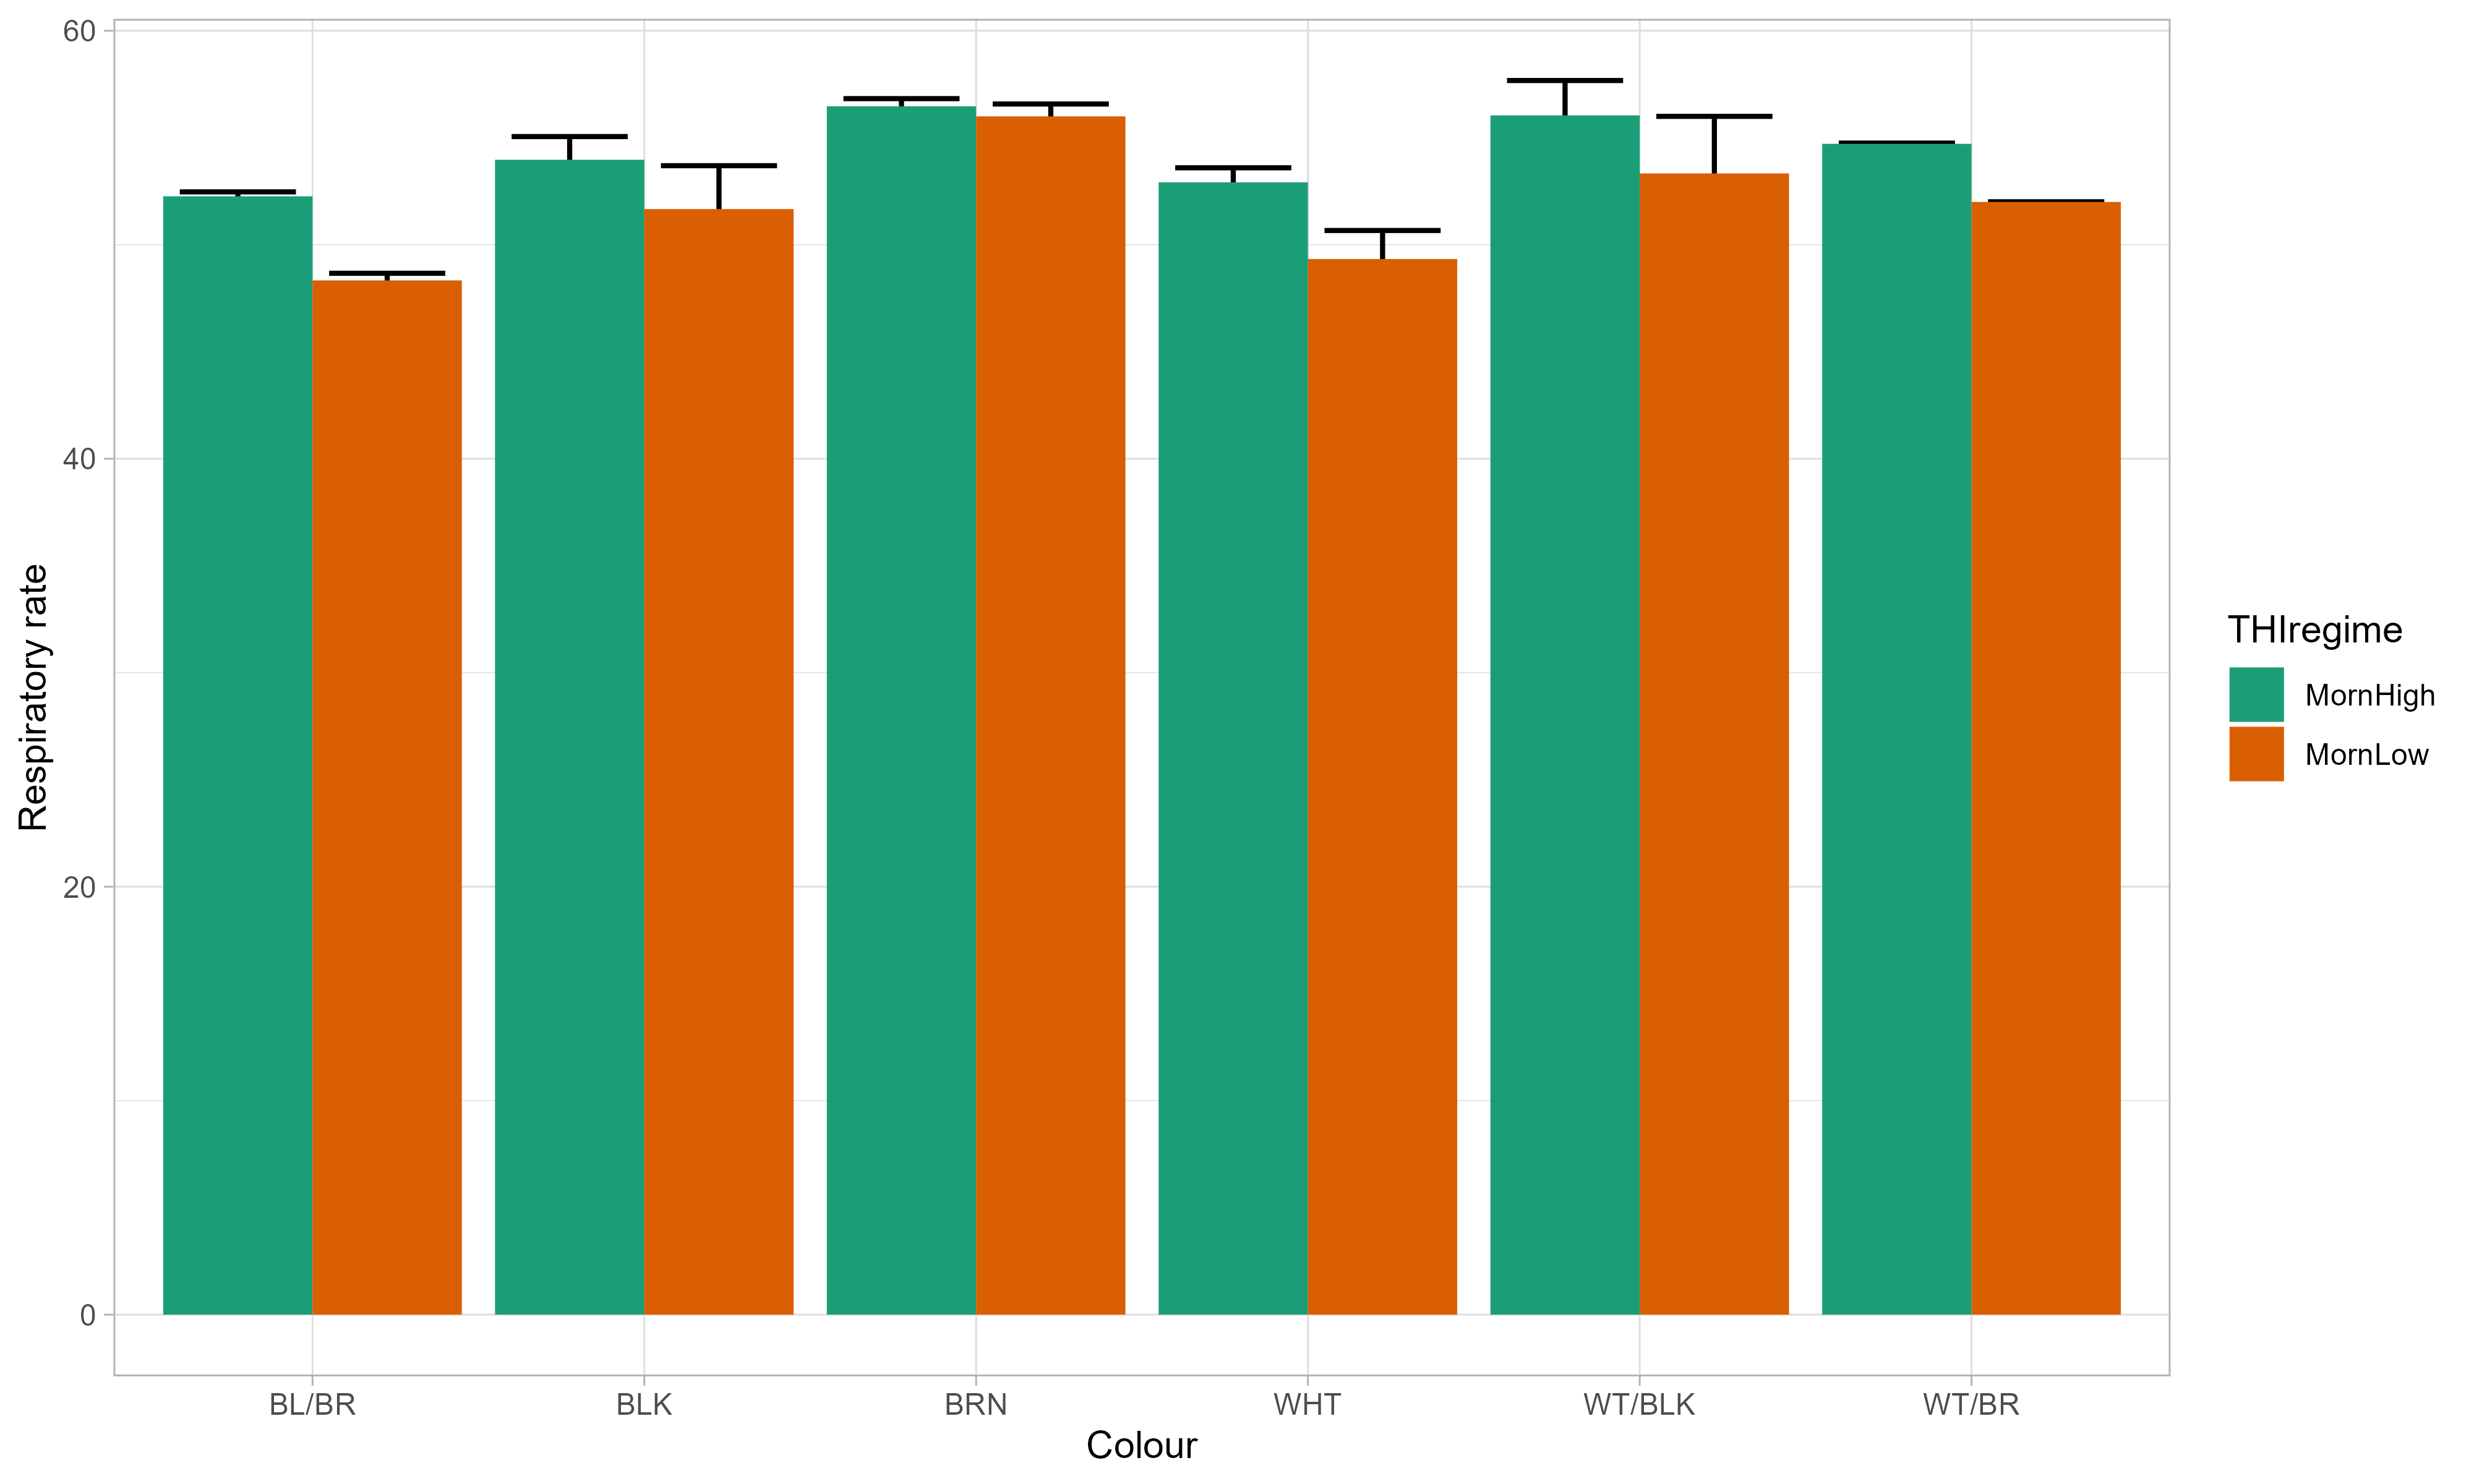 60
40
20
0
Respiratory rate
BL/BR
BLK
BRN
WHT
WT/BLK
WT/BR
Colour
THIregime
MornHigh
MornLow